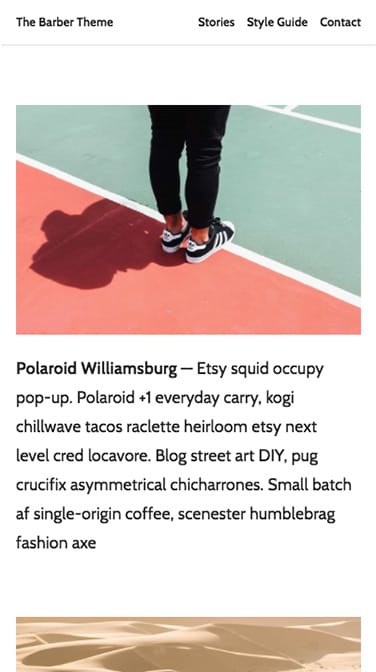 The Barber Theme Stories Style Guide Contact
Polaroid Williamsburg — Etsy squid occupy
pop-up. Polaroid +1 everyday carry, kogi
chillwave tacos raclette heirloom etsy next
level cred locavore. Blog street art DIY, pug
crucifix asymmetrical chicharrones. Small batch
af single-origin coffee, scenester humblebrag
fashion axe